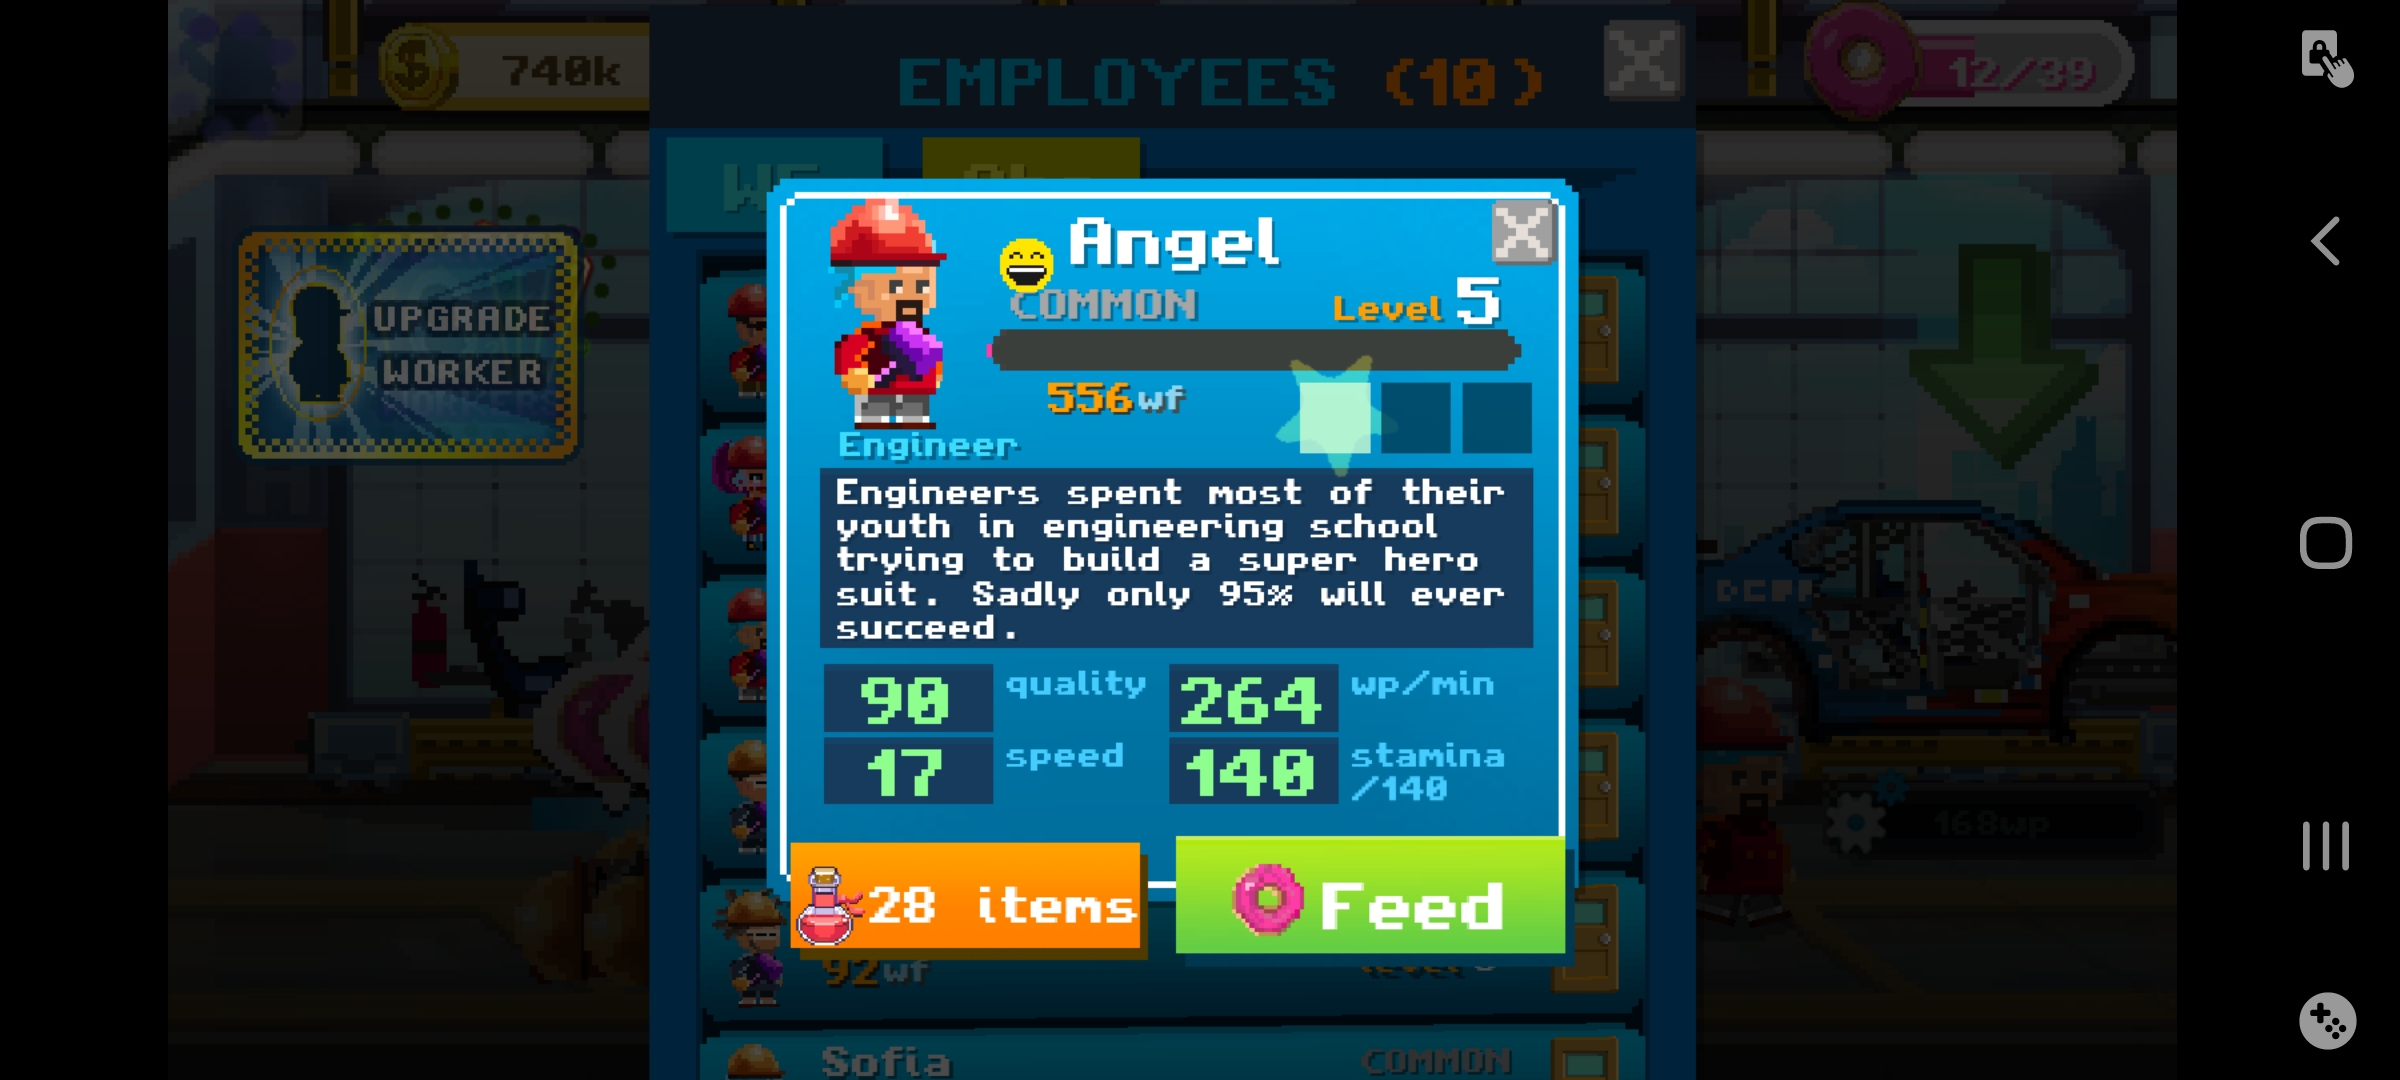 740k
EMPLOYEES (10)
12/39
UPGRADE
WORKER
Angel
COMMON
Level 5
556wf
Engineer
Engineers spent most of their
youth in engineering school
trying to build a super hero
suit. Sadly only 95% will ever
succeed.
90 quality
264 wp/min
17 speed
140 stamina
/140
DCPP
168wp
28 items
Feed
92wf
Sofia
COMMON